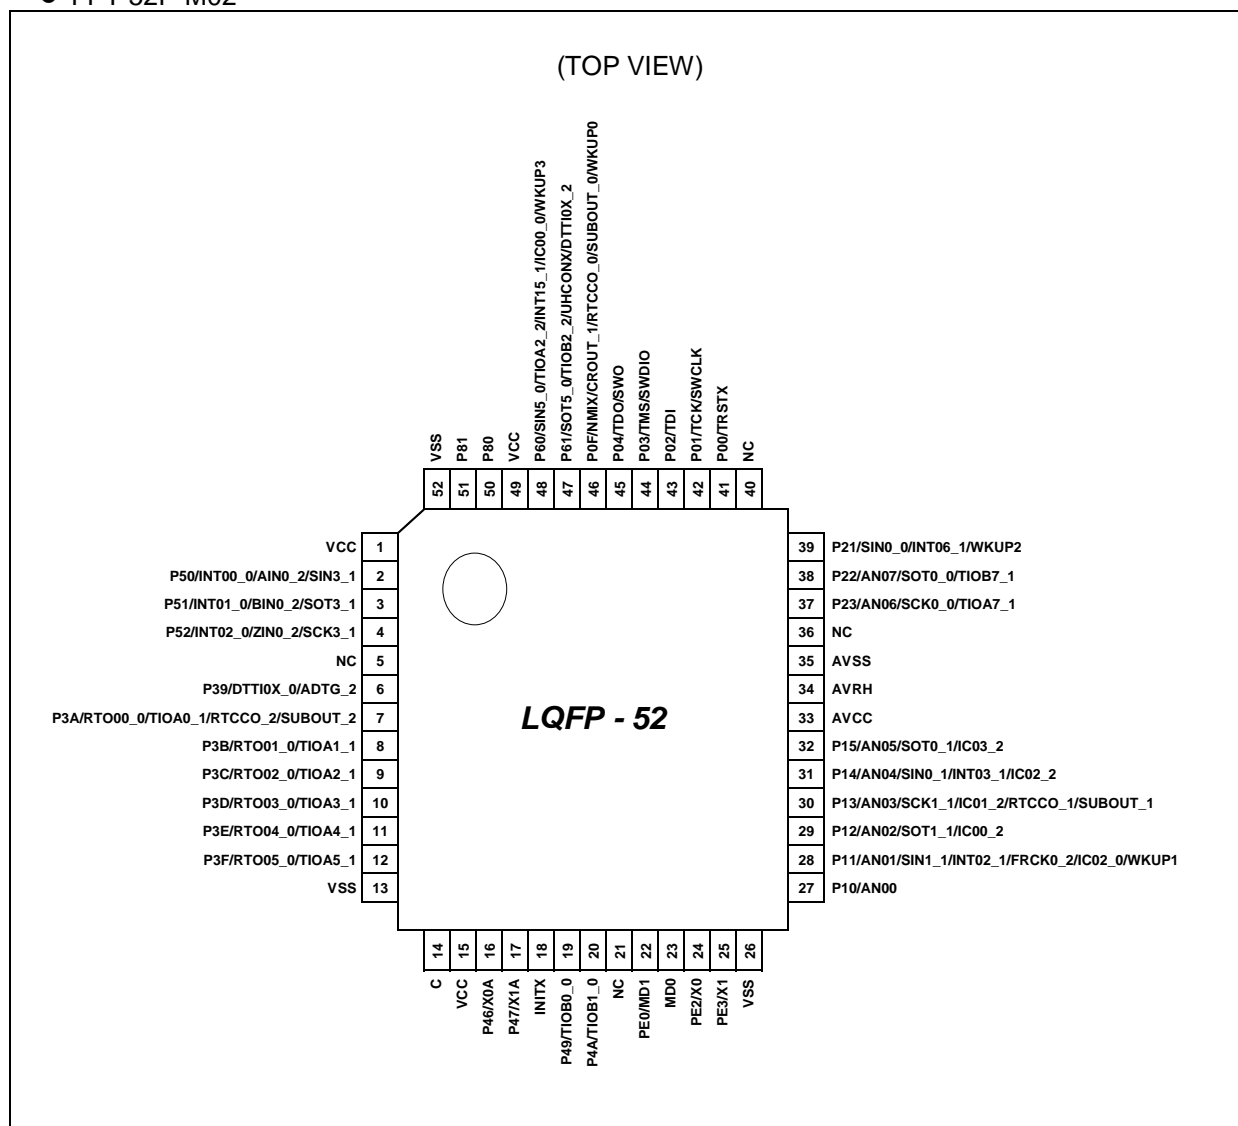 (TOP VIEW)
VSS
P81
P80
VCC
P60/SIN5_0/TIOA2_2/INT15_1/IC00_0/WKUP3
P61/SOT5_0/TIOB2_2/UHCONX/DTTI0X_2
P0F/NMIX/CROUT_1/RTCCO_0/SUBOUT_0/WKUP0
P04/TDO/SWO
P03/TMS/SWDIO
P02/TDI
P01/TCK/SWCLK
P00/TRSTX
NC
52 51 50 49 48 47 46 45 44 43 42 41 40
VCC 1
P50/INT00_0/AIN0_2/SIN3_1 2
P51/INT01_0/BIN0_2/SOT3_1 3
P52/INT02_0/ZIN0_2/SCK3_1 4
NC 5
P39/DTTI0X_0/ADTG_2 6
P3A/RTO00_0/TIOA0_1/RTCCO_2/SUBOUT_2 7
P3B/RTO01_0/TIOA1_1 8
P3C/RTO02_0/TIOA2_1 9
P3D/RTO03_0/TIOA3_1 10
P3E/RTO04_0/TIOA4_1 11
P3F/RTO05_0/TIOA5_1 12
VSS 13
LQFP - 52
39 P21/SIN0_0/INT06_1/WKUP2
38 P22/AN07/SOT0_0/TIOB7_1
37 P23/AN06/SCK0_0/TIOA7_1
36 NC
35 AVSS
34 AVRH
33 AVCC
32 P15/AN05/SOT0_1/IC03_2
31 P14/AN04/SIN0_1/INT03_1/IC02_2
30 P13/AN03/SCK1_1/IC01_2/RTCCO_1/SUBOUT_1
29 P12/AN02/SOT1_1/IC00_2
28 P11/AN01/SIN1_1/INT02_1/FRCK0_2/IC02_0/WKUP1
27 P10/AN00
14 15 16 17 18 19 20 21 22 23 24 25 26
C
VCC
P46/X0A
P47/X1A
INITX
P49/TIOB0_0
P4A/TIOB1_0
NC
PE0/MD1
MD0
PE2/X0
PE3/X1
VSS